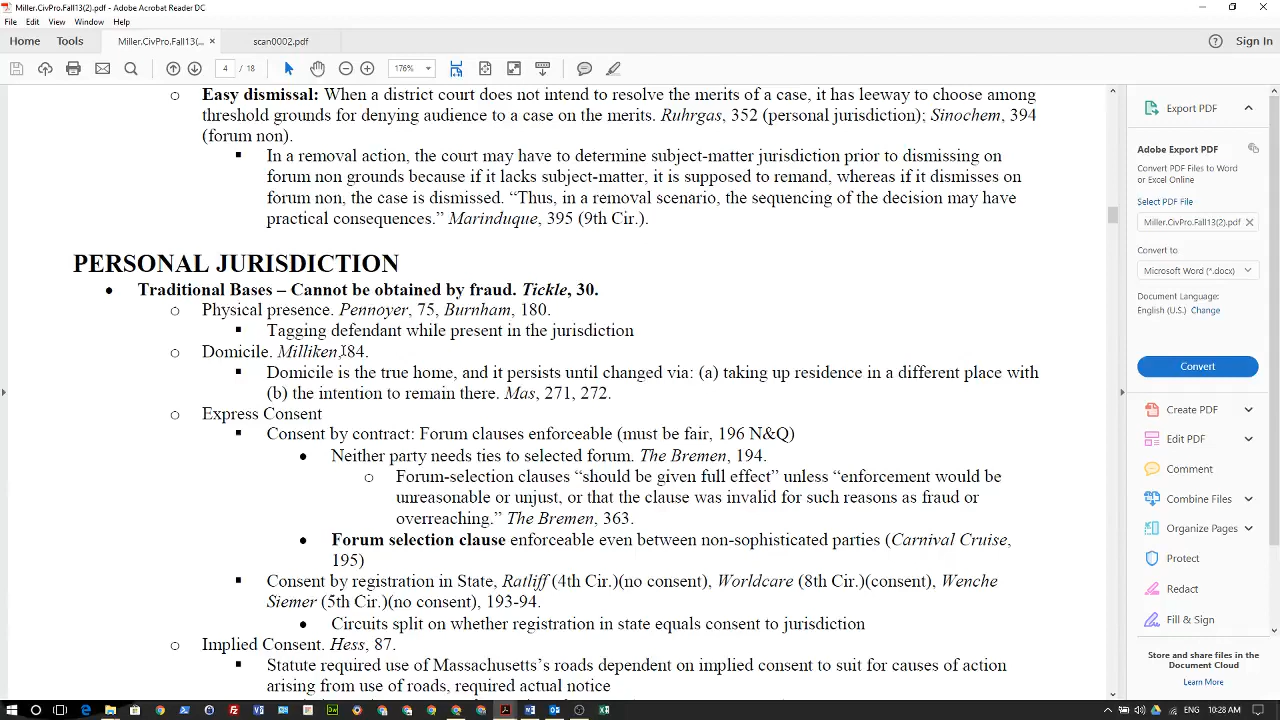 Miller.CivPro.Fall13(2).pdf - Adobe Acrobat Reader DC
File Edit View Window Help
Home Tools Miller.CivPro.Fall13(... × scan0002.pdf Sign In
4 / 18 176%
Easy dismissal: When a district court does not intend to resolve the merits of a case, it has leeway to choose among
threshold grounds for denying audience to a case on the merits. Ruhrgas, 352 (personal jurisdiction); Sinochem, 394
(forum non).
In a removal action, the court may have to determine subject-matter jurisdiction prior to dismissing on
forum non grounds because if it lacks subject-matter, it is supposed to remand, whereas if it dismisses on
forum non, the case is dismissed. “Thus, in a removal scenario, the sequencing of the decision may have
practical consequences.” Marinduque, 395 (9th Cir.).
PERSONAL JURISDICTION
Traditional Bases – Cannot be obtained by fraud. Tickle, 30.
Physical presence. Pennoyer, 75, Burnham, 180.
Tagging defendant while present in the jurisdiction
Domicile. Milliken, 84.
Domicile is the true home, and it persists until changed via: (a) taking up residence in a different place with
(b) the intention to remain there. Mas, 271, 272.
Express Consent
Consent by contract: Forum clauses enforceable (must be fair, 196 N&Q)
Neither party needs ties to selected forum. The Bremen, 194.
Forum-selection clauses “should be given full effect” unless “enforcement would be
unreasonable or unjust, or that the clause was invalid for such reasons as fraud or
overreaching.” The Bremen, 363.
Forum selection clause enforceable even between non-sophisticated parties (Carnival Cruise,
195)
Consent by registration in State, Ratliff (4th Cir.)(no consent), Worldcare (8th Cir.)(consent), Wenche
Siemer (5th Cir.)(no consent), 193-94.
Circuits split on whether registration in state equals consent to jurisdiction
Implied Consent. Hess, 87.
Statute required use of Massachusetts’s roads dependent on implied consent to suit for causes of action
arising from use of roads, required actual notice
Export PDF
Adobe Export PDF
Convert PDF Files to Word
or Excel Online
Select PDF File
Miller.CivPro.Fall13(2).pdf ×
Convert to
Microsoft Word (*.docx)
Document Language:
English (U.S.) Change
Convert
Create PDF
Edit PDF
Comment
Combine Files
Organize Pages
Protect
Redact
Fill & Sign
Store and share files in the
Document Cloud
Learn More
ENG 10:28 AM